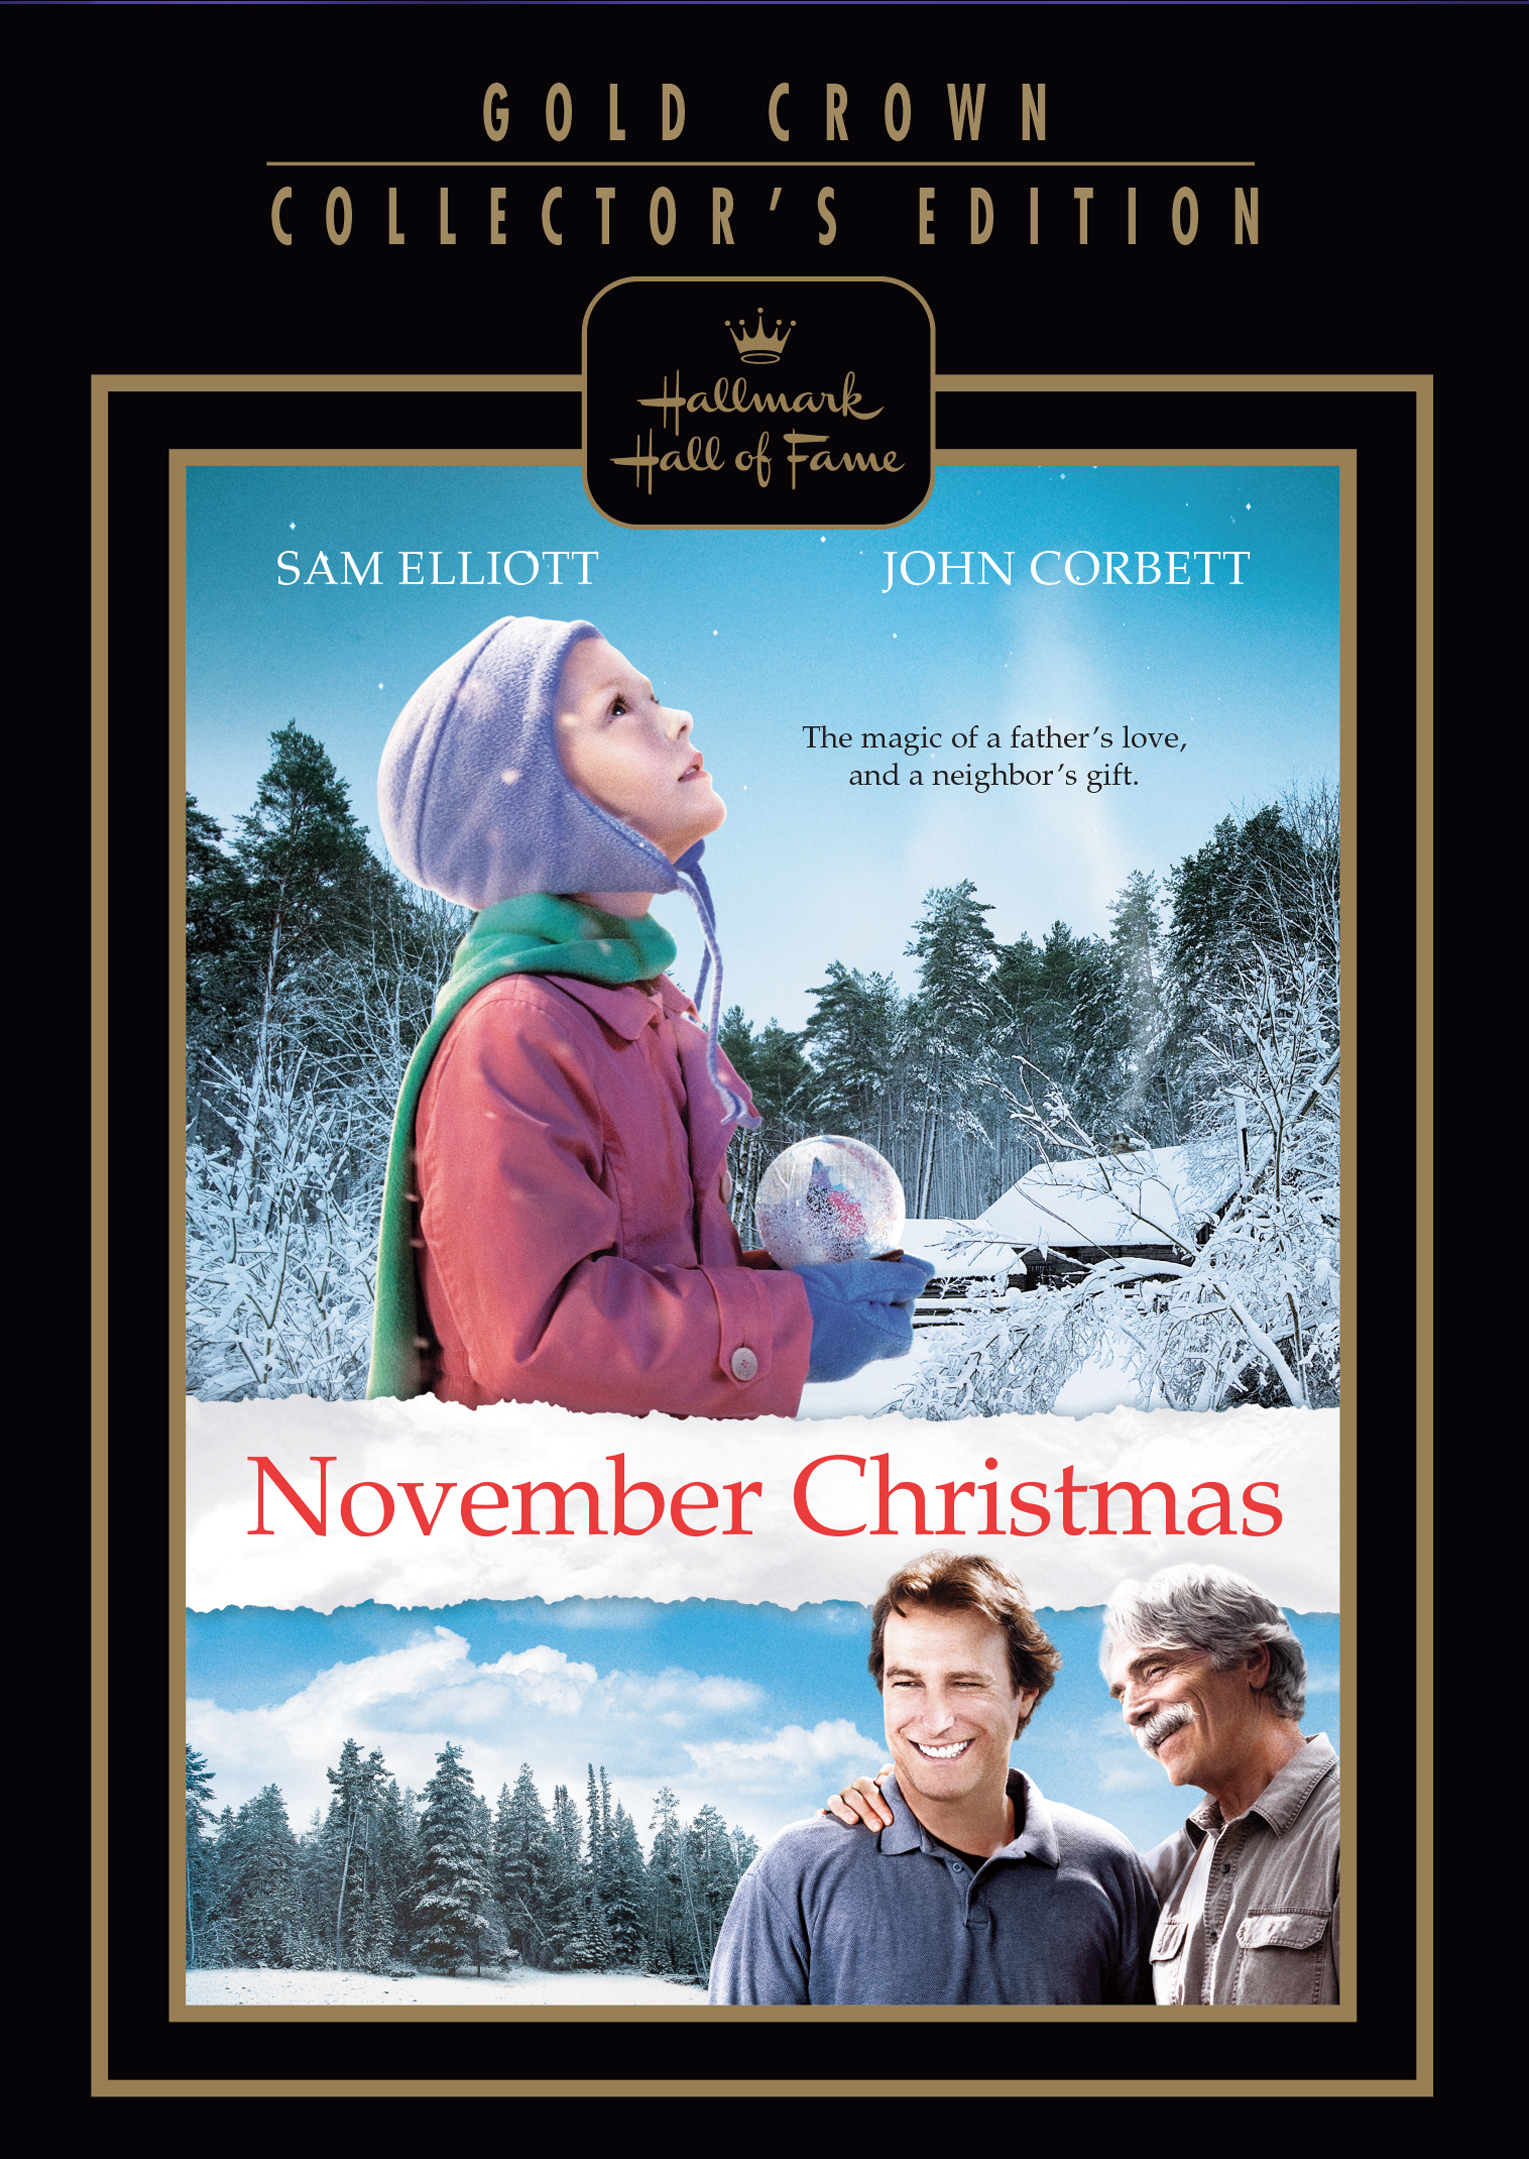 GOLD CROWN
COLLECTOR'S EDITION
Hallmark
Hall of Fame
SAM ELLIOTT
JOHN CORBETT
The magic of a father's love,
and a neighbor's gift.
November Christmas